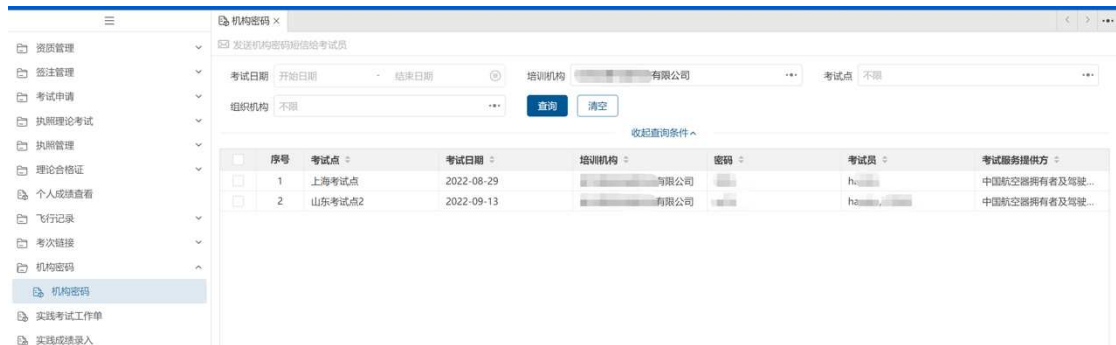 机构密码 ×
发送机构密码短信给考试员
考试日期 开始日期 - 结束日期 培训机构 有限公司 考试点 不限
组织机构 不限 查询 清空
收起查询条件
序号 考试点 考试日期 培训机构 密码 考试员 考试服务提供方
1 上海考试点 2022-08-29 有限公司 中国航空器拥有者及驾驶...
2 山东考试点2 2022-09-13 有限公司 中国航空器拥有者及驾驶...
资质管理
签注管理
考试申请
执照理论考试
执照管理
理论合格证
个人成绩查看
飞行记录
考次链接
机构密码
机构密码
实践考试工作单
实践成绩录入